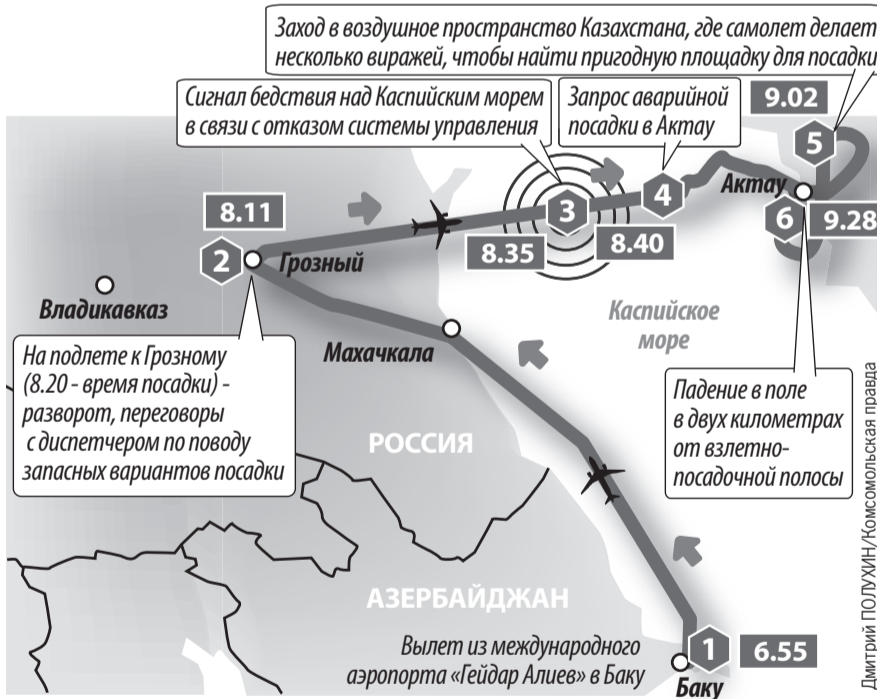 Заход в воздушное пространство Казахстана, где самолет делает
несколько виражей, чтобы найти пригодную площадку для посадки
Сигнал бедствия над Каспийским морем
в связи с отказом системы управления
Запрос аварийной
посадки в Актау
9.02
5
Актау
4
3
6
9.28
8.11
8.35
8.40
2
Грозный
Владикавказ
Каспийское
море
Махачкала
На подлете к Грозному
(8.20 - время посадки) -
разворот, переговоры
с диспетчером по поводу
запасных вариантов посадки
Падение в поле
в двух километрах
от взлетно-
посадочной полосы
РОССИЯ
АЗЕРБАЙДЖАН
Вылет из международного
аэропорта «Гейдар Алиев» в Баку
1
6.55
Баку
Дмитрий ПОЛУХИН/Комсомольская правда